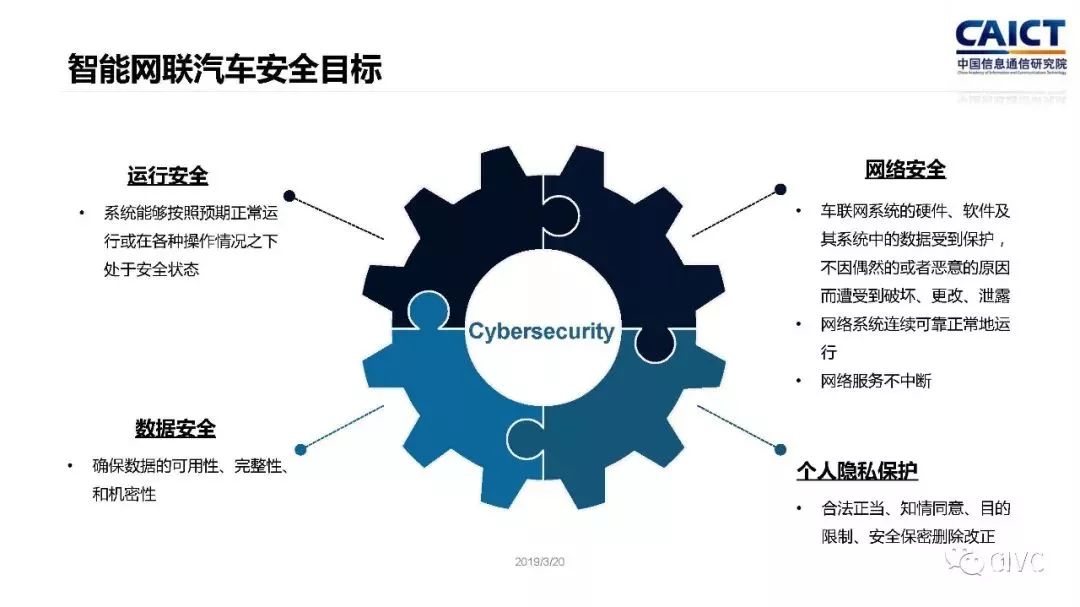 智能网联汽车安全目标
CAICT
中国信息通信研究院
China Academy of Information and Communications Technology
运行安全
• 系统能够按照预期正常运
行或在各种操作情况之下
处于安全状态
网络安全
• 车联网系统的硬件、软件及
其系统中的数据受到保护，
不因偶然的或者恶意的原因
而遭受到破坏、更改、泄露
• 网络系统连续可靠正常地运
行
• 网络服务不中断
Cybersecurity
数据安全
• 确保数据的可用性、完整性、
和机密性
个人隐私保护
• 合法正当、知情同意、目的
限制、安全保密删除改正
2019/3/20